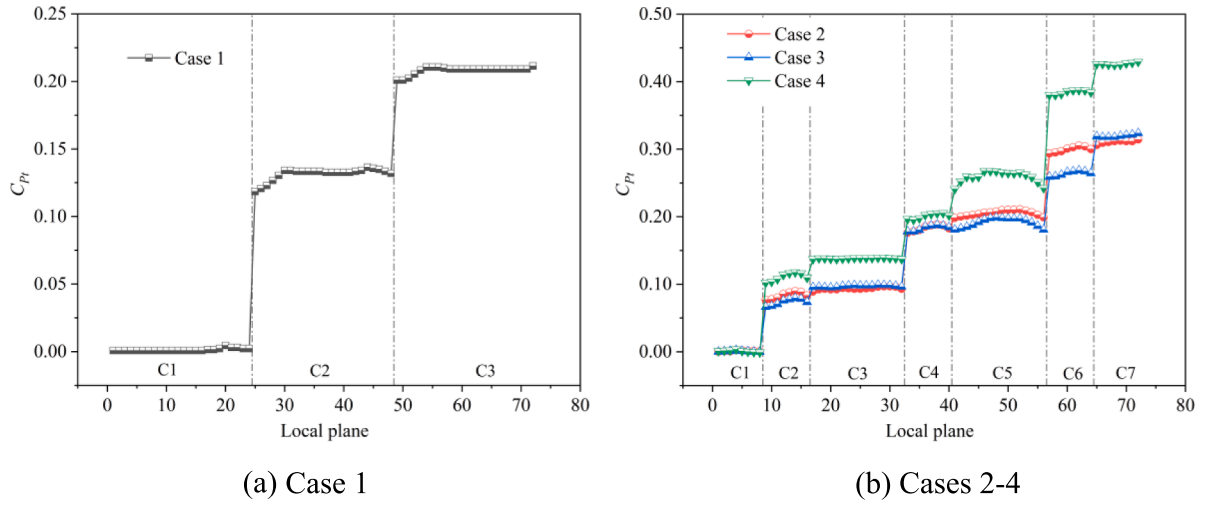 0.25
0.20
0.15
0.10
0.05
0.00
C_Pt
Case 1
C1 C2 C3
0 10 20 30 40 50 60 70 80
Local plane
(a) Case 1
0.50
0.40
0.30
0.20
0.10
0.00
C_Pt
Case 2
Case 3
Case 4
C1 C2 C3 C4 C5 C6 C7
0 10 20 30 40 50 60 70 80
Local plane
(b) Cases 2-4